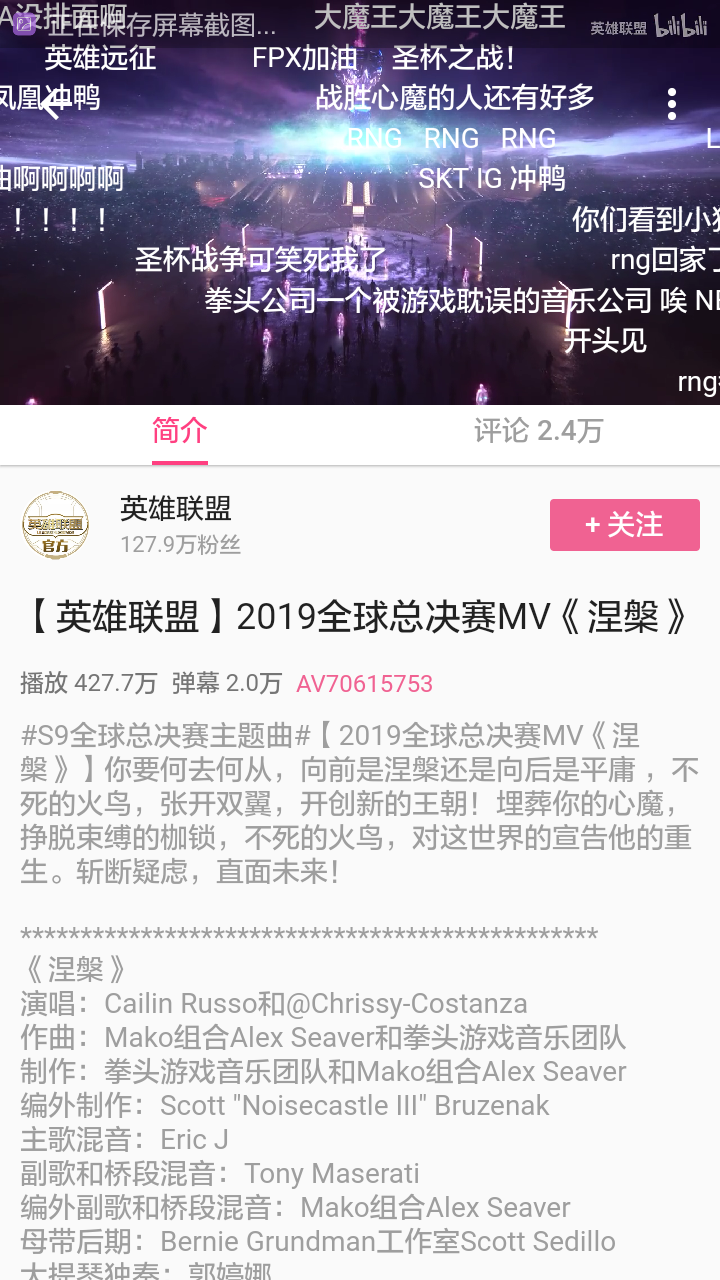 A没排面啊
正在保存屏幕截图...
大魔王大魔王大魔王
英雄联盟 bilibili
英雄远征 FPX加油 圣杯之战！
凤凰冲鸭 战胜心魔的人还有好多
RNG RNG RNG
曲啊啊啊啊 SKT IG 冲鸭
！！！！ 你们看到小
圣杯战争可笑死我了 rng回家了
拳头公司一个被游戏耽误的音乐公司 唉
开头见
rng
简介 评论 2.4万
英雄联盟
127.9万粉丝
+ 关注
英雄联盟
官方
【英雄联盟】2019全球总决赛MV《涅槃》
播放 427.7万 弹幕 2.0万 AV70615753
#S9全球总决赛主题曲#【2019全球总决赛MV《涅
槃》】你要何去何从，向前是涅槃还是向后是平庸 ，不
死的火鸟，张开双翼，开创新的王朝！埋葬你的心魔，
挣脱束缚的枷锁，不死的火鸟，对这世界的宣告他的重
生。斩断疑虑，直面未来！
************************************************
《涅槃》
演唱：Cailin Russo和@Chrissy-Costanza
作曲：Mako组合Alex Seaver和拳头游戏音乐团队
制作：拳头游戏音乐团队和Mako组合Alex Seaver
编外制作：Scott "Noisecastle III" Bruzenak
主歌混音：Eric J
副歌和桥段混音：Tony Maserati
编外副歌和桥段混音：Mako组合Alex Seaver
母带后期：Bernie Grundman工作室Scott Sedillo
大提琴独奏：郭婷娜